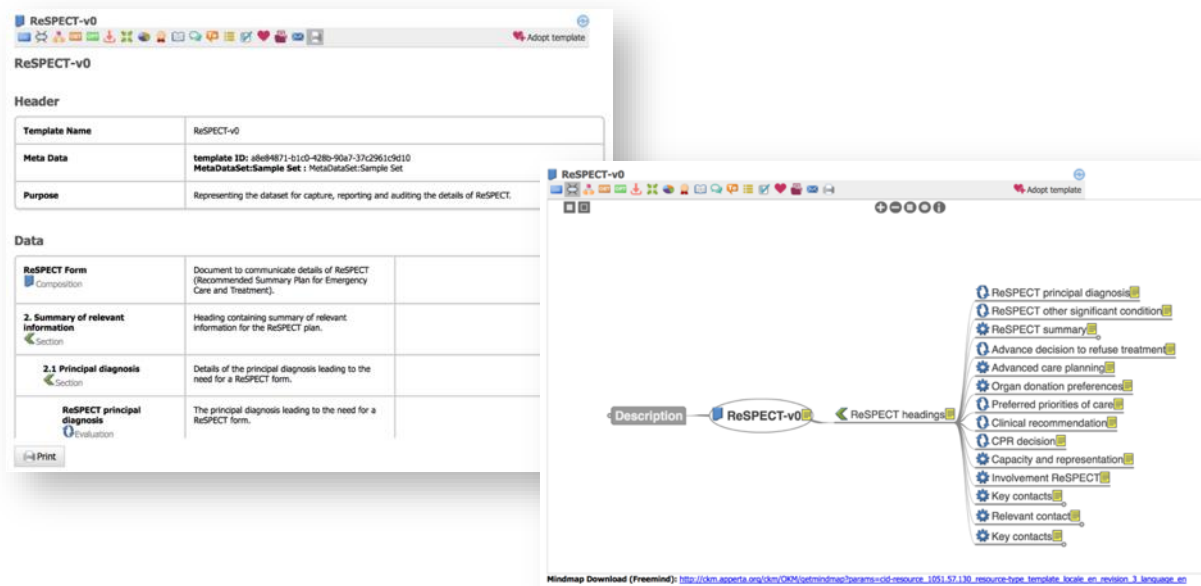 ReSPECT-v0
Adopt template
ReSPECT-v0
Header
Template Name
ReSPECT-v0
Meta Data
template ID: a8e84871-b1c0-428b-90a7-37c2961c9d10
MetaDataSet:Sample Set : MetaDataSet:Sample Set
Purpose
Representing the dataset for capture, reporting and auditing the details of ReSPECT.
Data
ReSPECT Form
Composition
Document to communicate details of ReSPECT
(Recommended Summary Plan for Emergency
Care and Treatment).
2. Summary of relevant
information
Section
Heading containing summary of relevant
information for the ReSPECT plan.
2.1 Principal diagnosis
Section
Details of the principal diagnosis leading to the
need for a ReSPECT form.
ReSPECT principal
diagnosis
Evaluation
The principal diagnosis leading to the need for a
ReSPECT form.
Print
ReSPECT-v0
Adopt template
Description
ReSPECT-v0
ReSPECT headings
ReSPECT principal diagnosis
ReSPECT other significant condition
ReSPECT summary
Advance decision to refuse treatment
Advanced care planning
Organ donation preferences
Preferred priorities of care
Clinical recommendation
CPR decision
Capacity and representation
Involvement ReSPECT
Key contacts
Relevant contact
Key contacts
Mindmap Download (Freemind): http://ckm.apperta.org/ckm/OKM/getmindmap?params=cid-resource_1051.57.130_resource-type_template_locale_en_revision_3_language_en